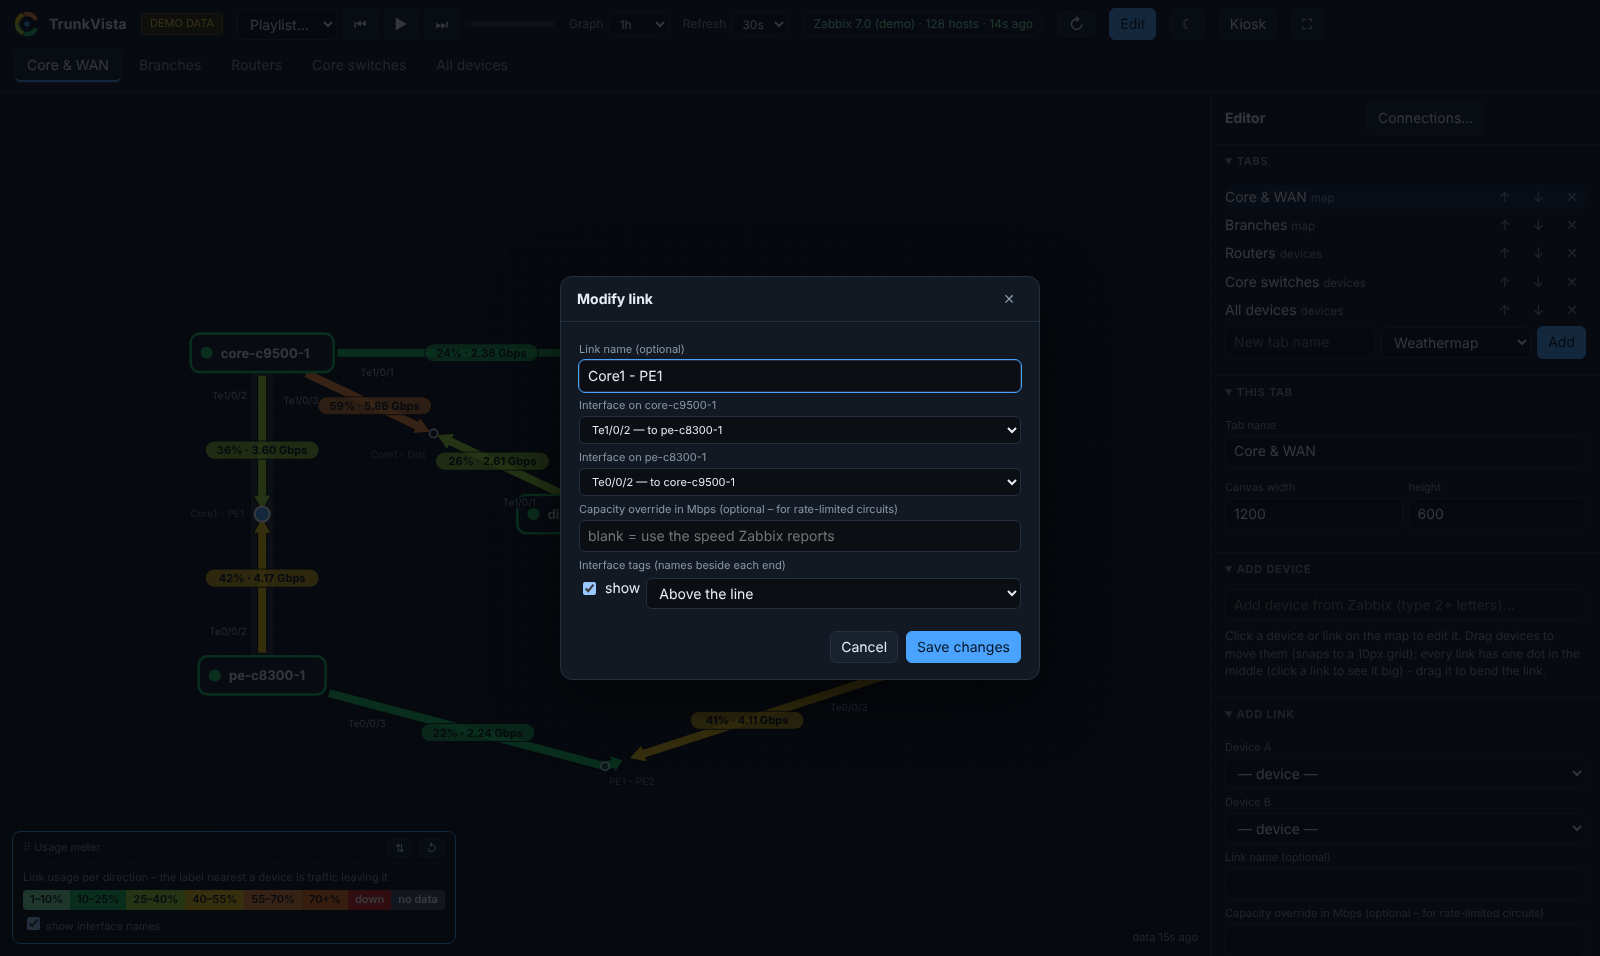 TrunkVista
DEMO DATA
Playlist...
Graph
1h
Refresh
30s
Zabbix 7.0 (demo) · 128 hosts · 14s ago
Edit
Kiosk
Core & WAN
Branches
Routers
Core switches
All devices
core-c9500-1
24% · 2.36 Gbps
Te1/0/1
Te1/0/2
Te1/0/3
59% · 5.86 Gbps
36% · 3.60 Gbps
Core1 - Dist
26% · 2.61 Gbps
Te1/0/1
di
Core1 - PE1
42% · 4.17 Gbps
Te0/0/2
pe-c8300-1
Te0/0/3
22% · 2.24 Gbps
41% · 4.11 Gbps
Te0/0/3
PE1 - PE2
Usage meter
Link usage per direction – the label nearest a device is traffic leaving it
1–10%
10–25%
25–40%
40–55%
55–70%
70+%
down
no data
show interface names
data 15s ago
Modify link
Link name (optional)
Core1 - PE1
Interface on core-c9500-1
Te1/0/2 — to pe-c8300-1
Interface on pe-c8300-1
Te0/0/2 — to core-c9500-1
Capacity override in Mbps (optional – for rate-limited circuits)
blank = use the speed Zabbix reports
Interface tags (names beside each end)
show
Above the line
Cancel
Save changes
Editor
Connections...
TABS
Core & WAN map
Branches map
Routers devices
Core switches devices
All devices devices
New tab name
Weathermap
Add
THIS TAB
Tab name
Core & WAN
Canvas width
height
1200
600
ADD DEVICE
Add device from Zabbix (type 2+ letters)...
Click a device or link on the map to edit it. Drag devices to
move them (snaps to a 10px grid); every link has one dot in the
middle (click a link to see it big) – drag it to bend the link.
ADD LINK
Device A
— device —
Device B
— device —
Link name (optional)
Capacity override in Mbps (optional – for rate-limited circuits)